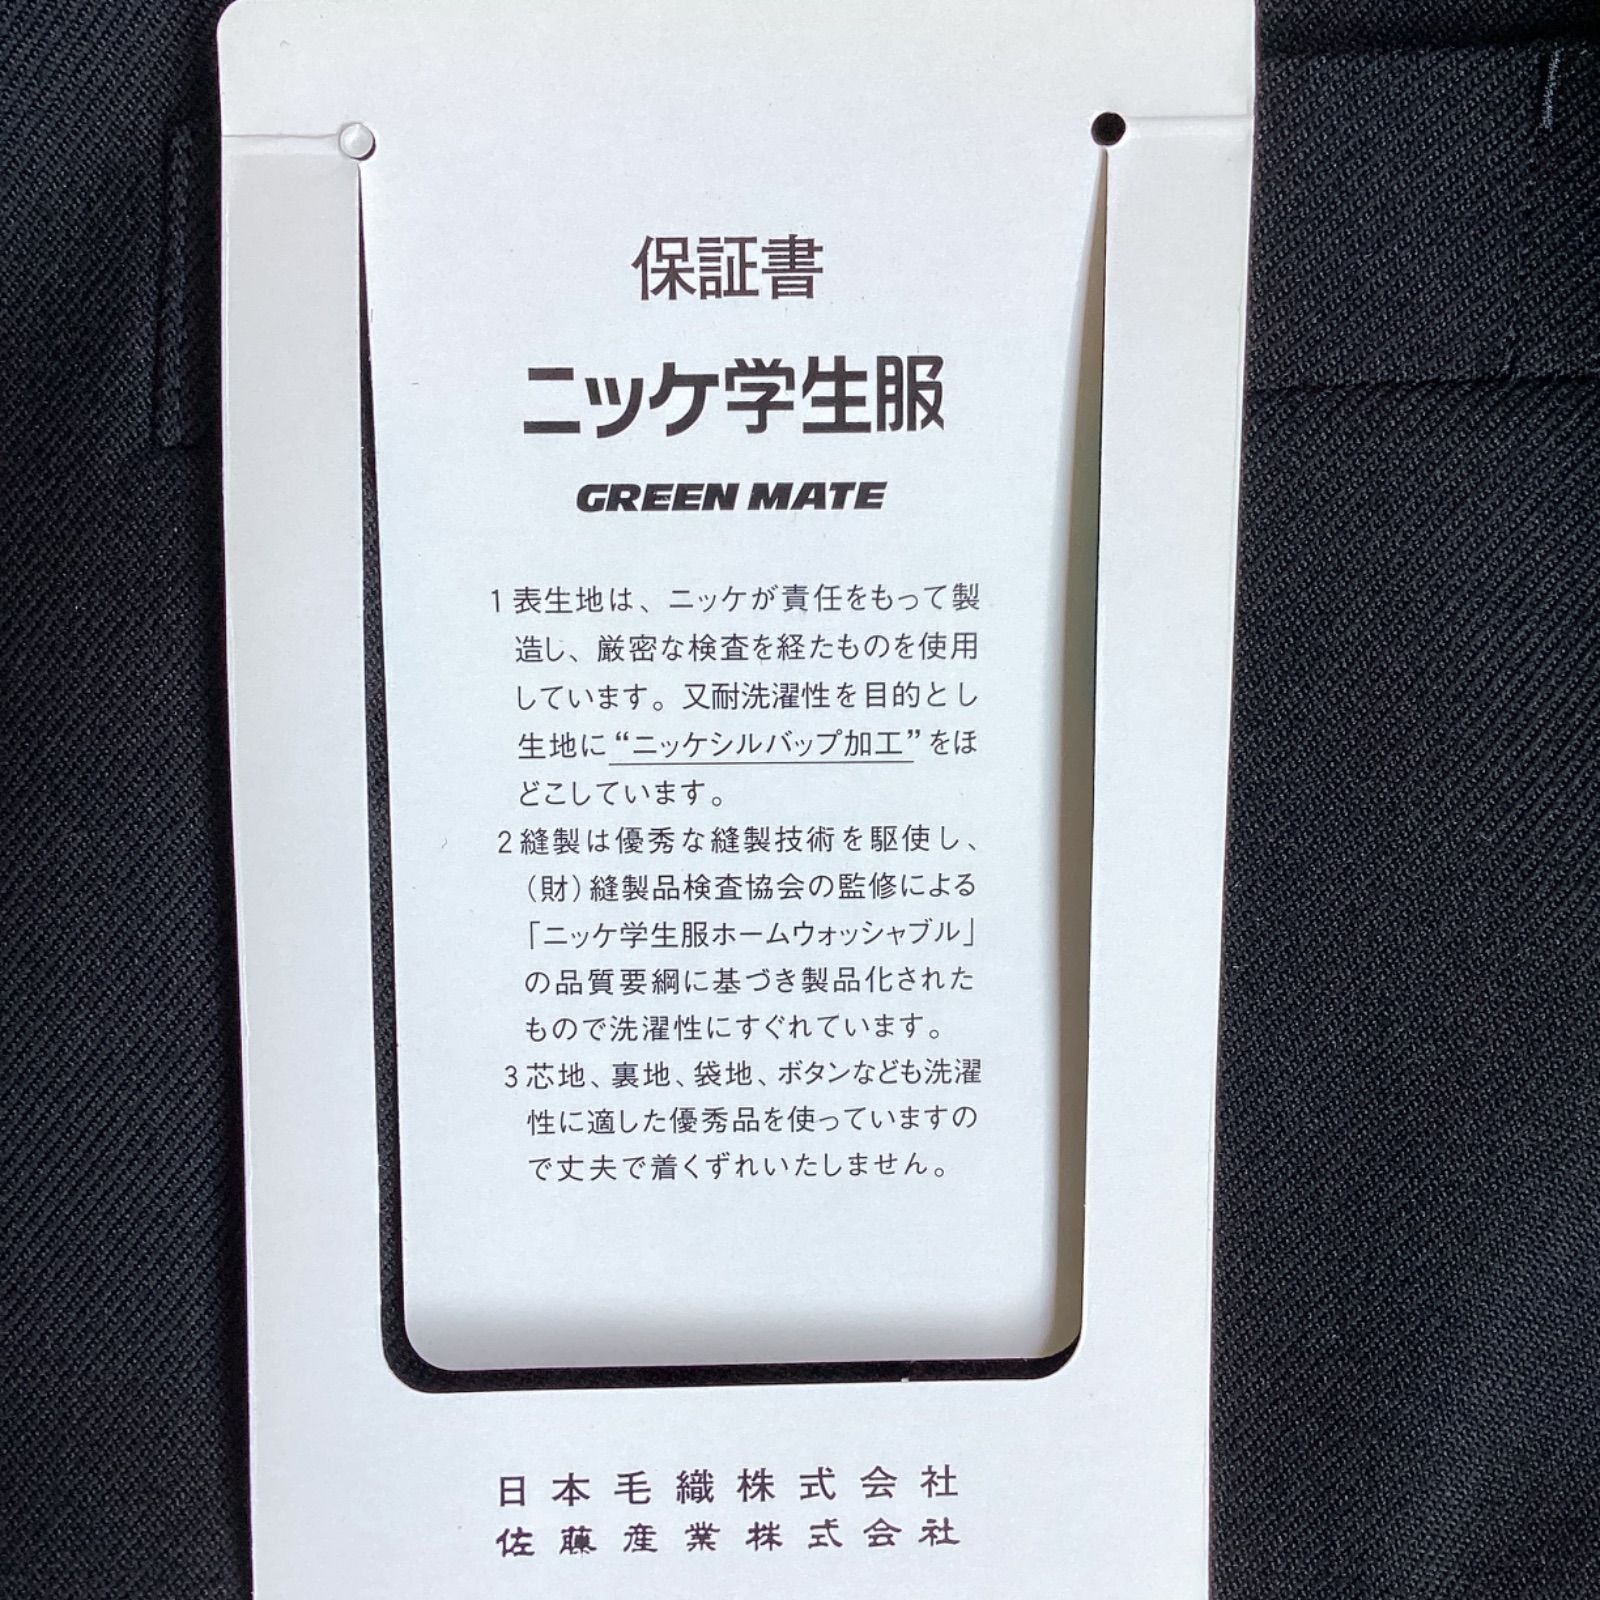 保証書
ニッケ学生服
GREEN MATE
1 表生地は、ニッケが責任をもって製
造し、厳密な検査を経たものを使用
しています。又耐洗濯性を目的とし
生地に“ニッケシルバップ加工”をほ
どこしています。
2 縫製は優秀な縫製技術を駆使し、
(財)縫製品検査協会の監修による
「ニッケ学生服ホームウォッシャブル」
の品質要綱に基づき製品化された
もので洗濯性にすぐれています。
3 芯地、裏地、袋地、ボタンなども洗濯
性に適した優秀品を使っていますの
で丈夫で着くずれいたしません。
日本毛織株式会社
佐藤産業株式会社